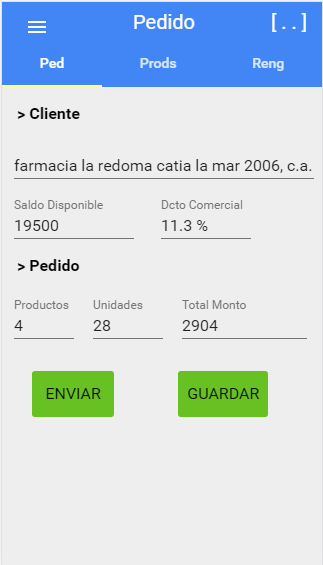 Pedido
[ . . ]
Ped Prods Reng
> Cliente
farmacia la redoma catia la mar 2006, c.a.
Saldo Disponible Dcto Comercial
19500 11.3 %
> Pedido
Productos Unidades Total Monto
4 28 2904
ENVIAR GUARDAR